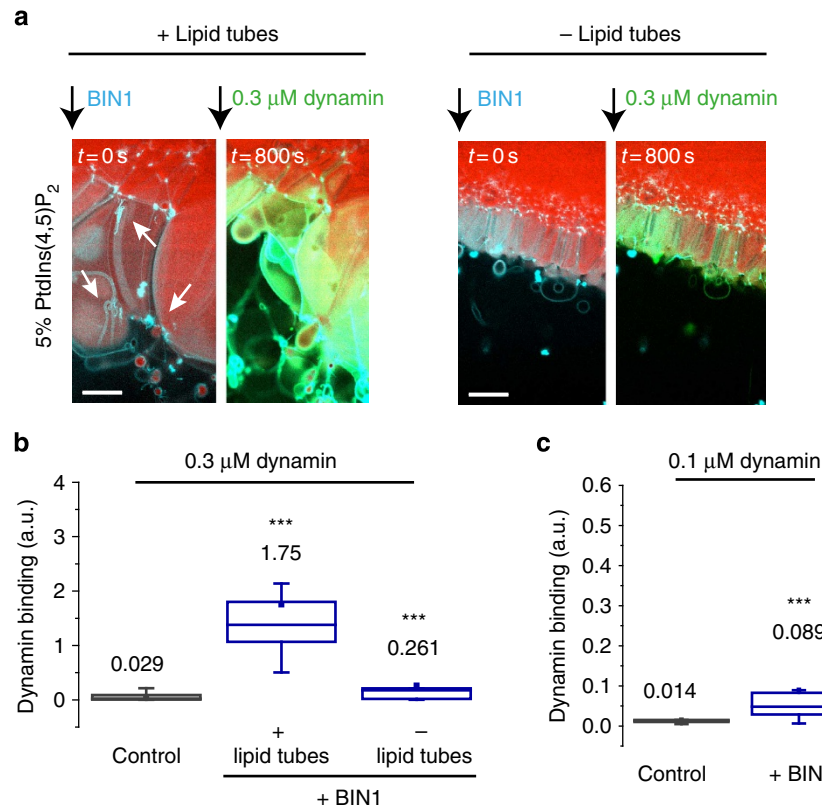 a
+ Lipid tubes
– Lipid tubes
BIN1
0.3 μM dynamin
BIN1
0.3 μM dynamin
5% PtdIns(4,5)P2
t = 0 s
t = 800 s
t = 0 s
t = 800 s
b
0.3 μM dynamin
Dynamin binding (a.u.)
4
3
2
1
0
0.029
***
1.75
***
0.261
Control
+
lipid tubes
–
lipid tubes
+ BIN1
c
0.1 μM dynamin
Dynamin binding (a.u.)
0.6
0.5
0.4
0.3
0.2
0.1
0.0
0.014
***
0.089
Control
+ BIN